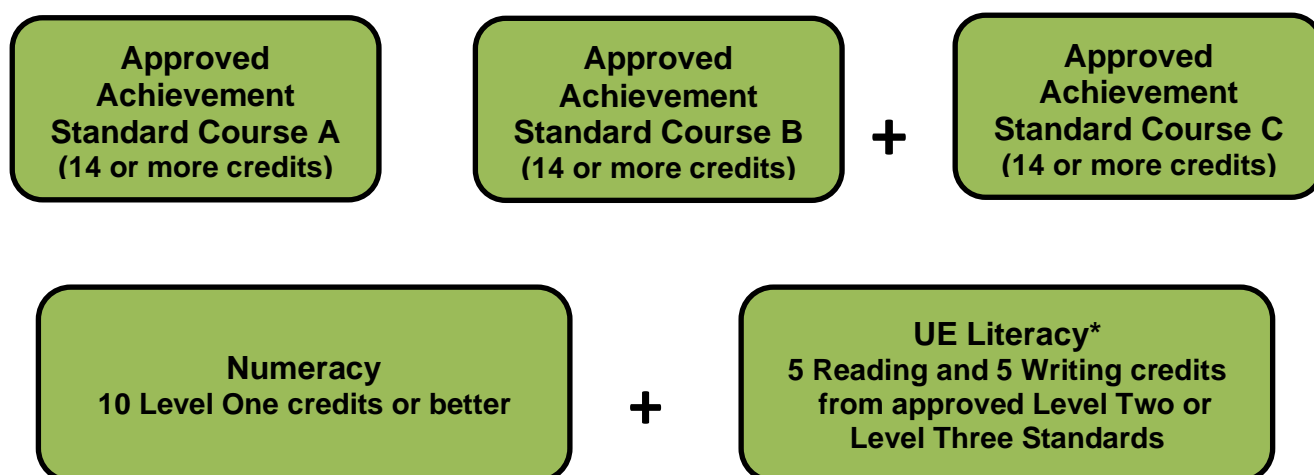 Approved
Achievement
Standard Course A
(14 or more credits)
Approved
Achievement
Standard Course B
(14 or more credits)
+
Approved
Achievement
Standard Course C
(14 or more credits)
Numeracy
10 Level One credits or better
+
UE Literacy*
5 Reading and 5 Writing credits
from approved Level Two or
Level Three Standards